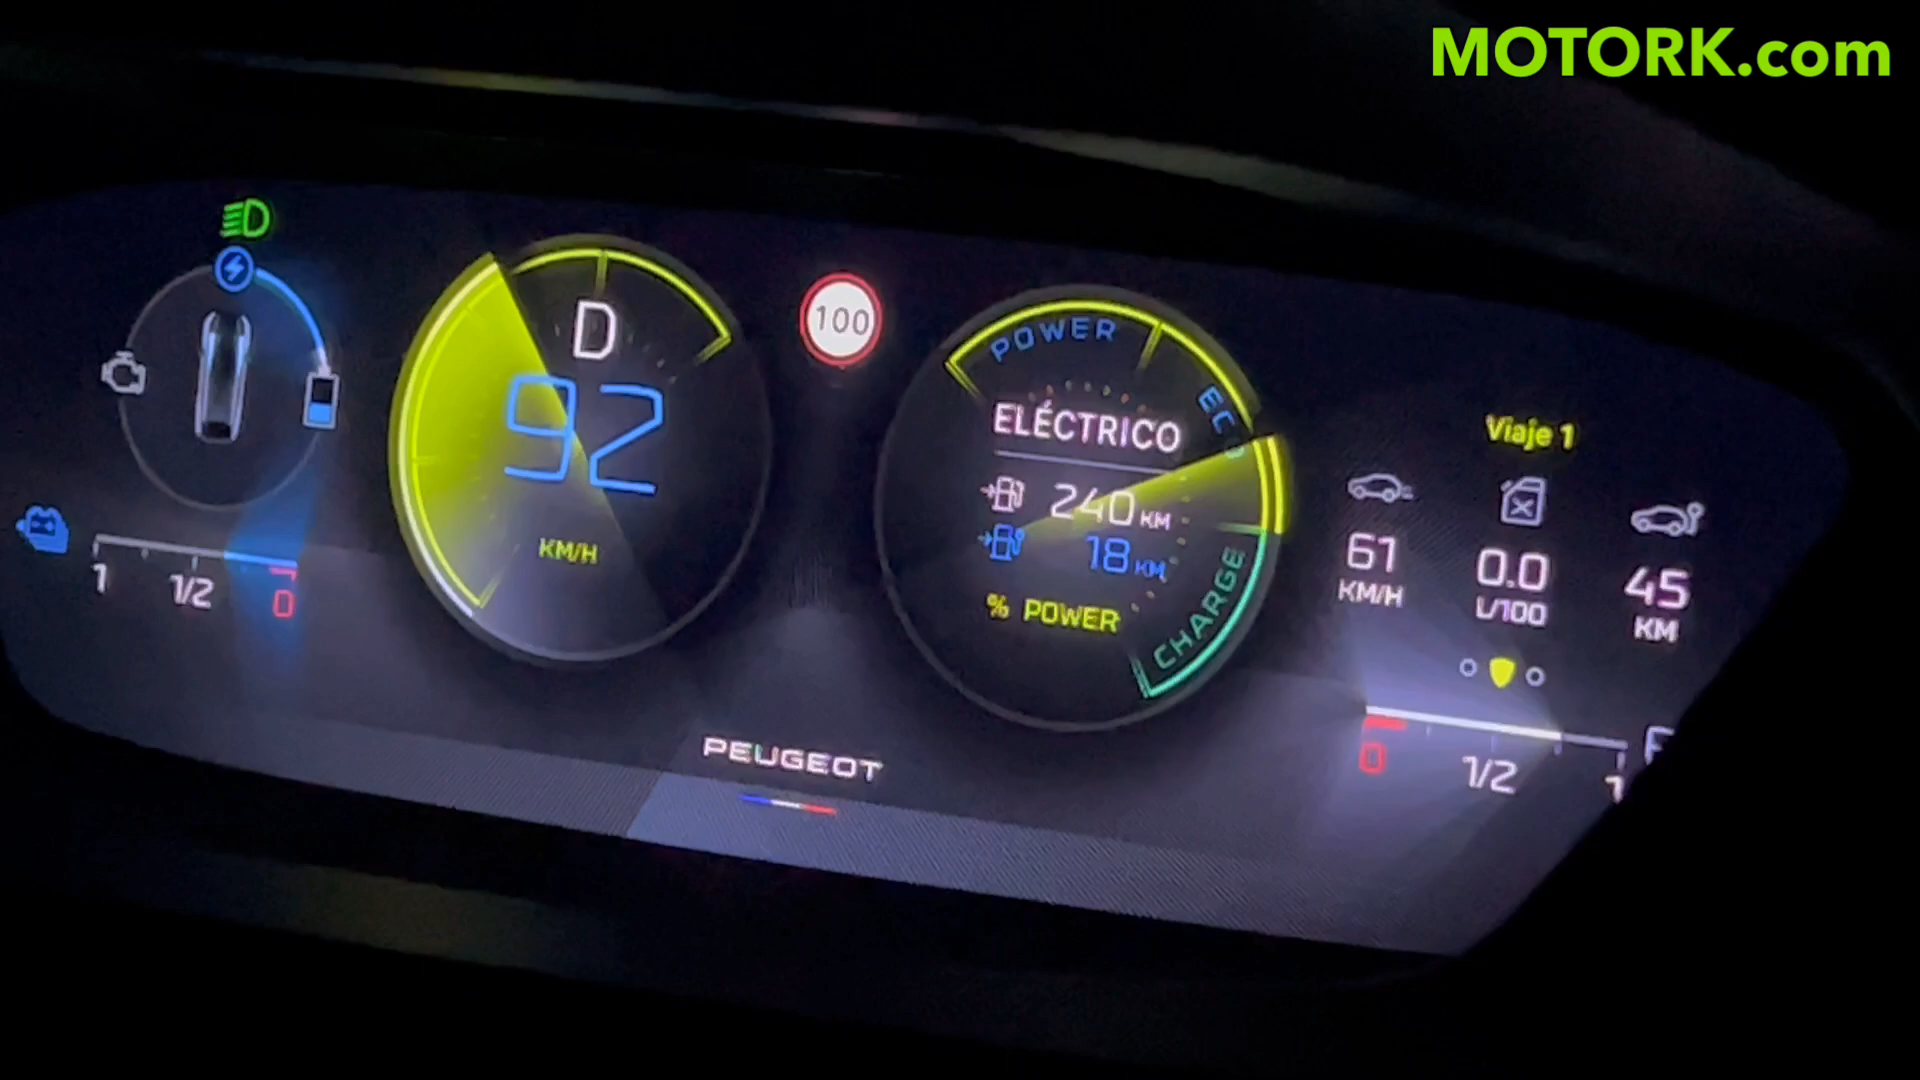 MOTORK.com
D
92
KM/H
100
POWER
ECO
ELÉCTRICO
240 KM
18 KM
% POWER
CHARGE
Viaje 1
61
KM/H
0.0
L/100
45
KM
1 1/2 0
0 1/2 1
PEUGEOT